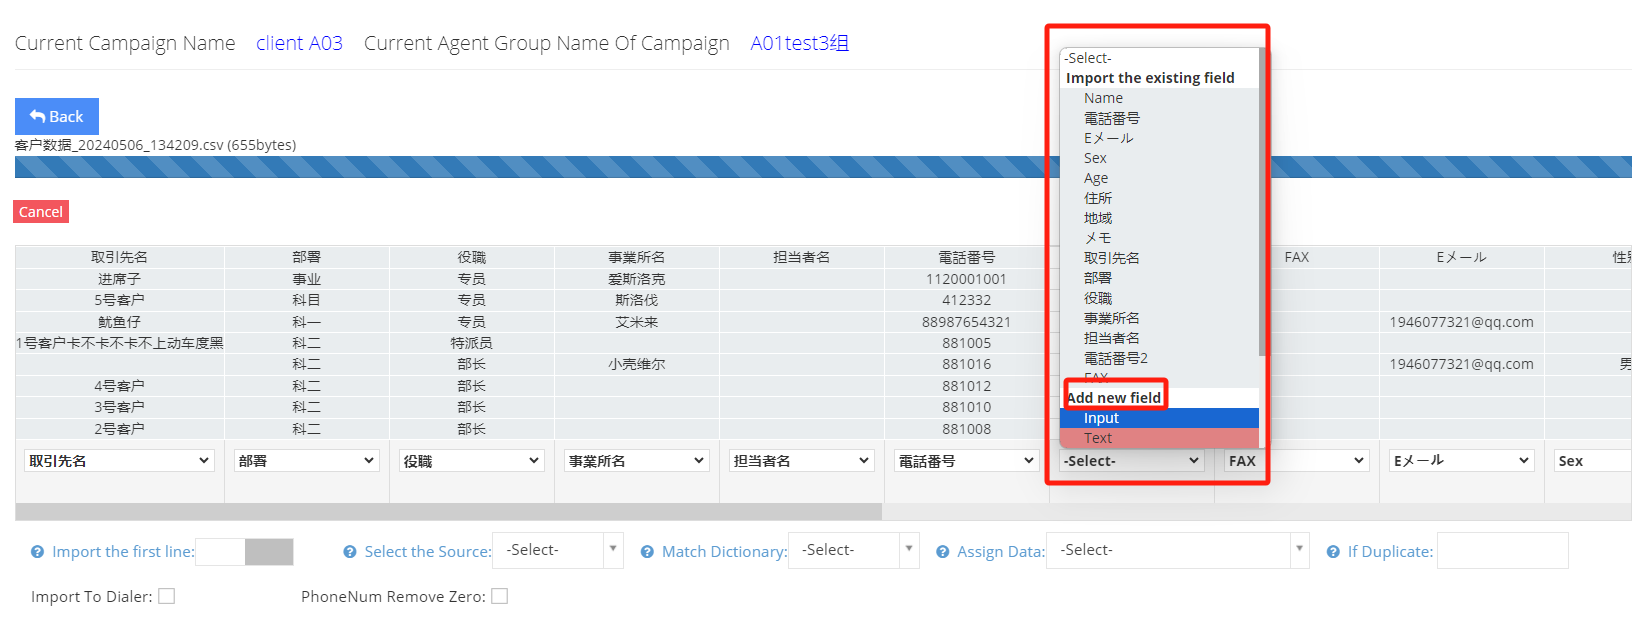 Current Campaign Name client A03 Current Agent Group Name Of Campaign A01test3组
Back
客户数据_20240506_134209.csv (655bytes)
Cancel
-Select-
Import the existing field
Name
電話番号
Eメール
Sex
Age
住所
地域
メモ
取引先名
部署
役職
事業所名
担当者名
電話番号2
FAX
Add new field
Input
Text
取引先名 部署 役職 事業所名 担当者名 電話番号 FAX Eメール 性
进席子 事业 专员 爱斯洛克 1120001001
5号客户 科目 专员 斯洛伐 412332
鱿鱼仔 科一 专员 艾米来 88987654321 1946077321@qq.com
1号客户卡不卡不卡不上动车度黑 科二 特派员 881005
科二 部长 小壳维尔 881016 1946077321@qq.com 男
4号客户 科二 部长 881012
3号客户 科二 部长 881010
2号客户 科二 部长 881008
取引先名 部署 役職 事業所名 担当者名 電話番号 -Select- FAX Eメール Sex
Import the first line: Select the Source: -Select- Match Dictionary: -Select- Assign Data: -Select- If Duplicate:
Import To Dialer: PhoneNum Remove Zero: